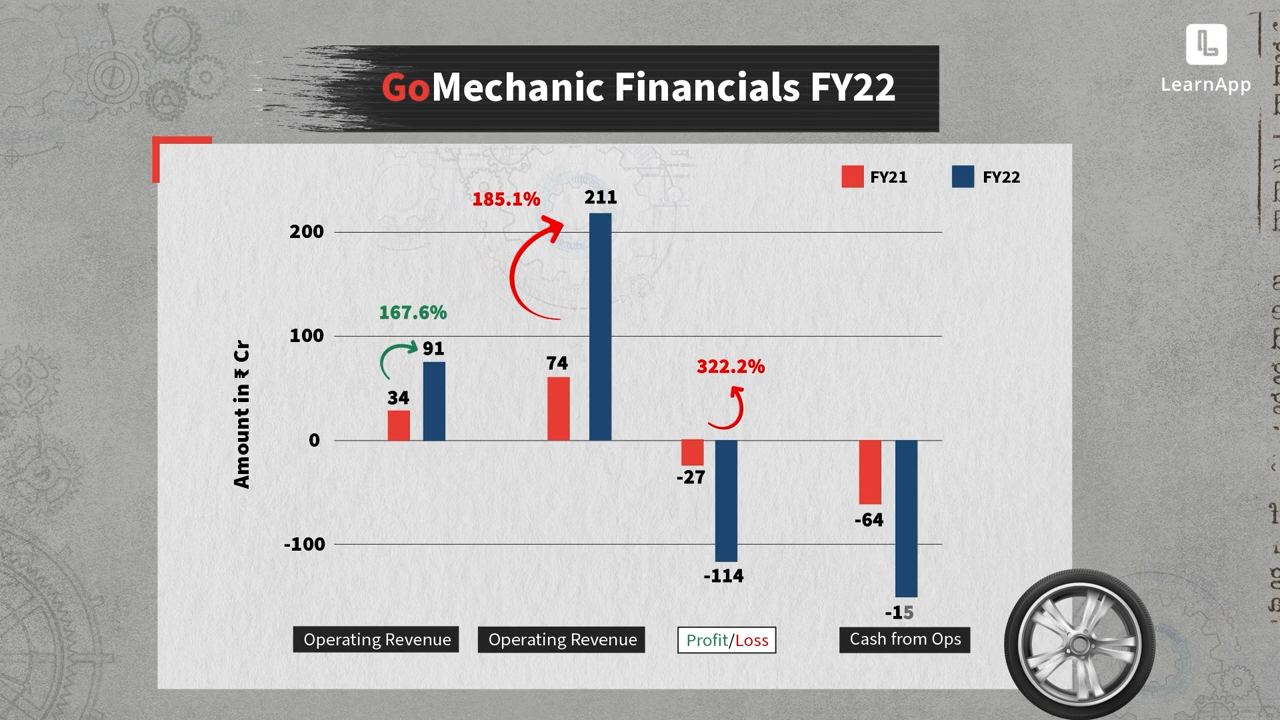 GoMechanic Financials FY22
LearnApp
FY21
FY22
Amount in ₹ Cr
200
100
0
-100
167.6%
34
91
185.1%
74
211
322.2%
-27
-114
-64
-15
Operating Revenue
Operating Revenue
Profit/Loss
Cash from Ops